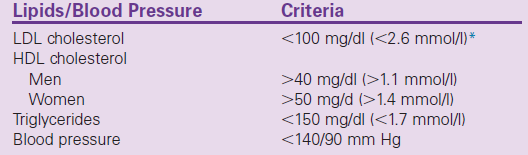 Lipids/Blood Pressure Criteria
LDL cholesterol <100 mg/dl (<2.6 mmol/l)*
HDL cholesterol
Men >40 mg/dl (>1.1 mmol/l)
Women >50 mg/d (>1.4 mmol/l)
Triglycerides <150 mg/dl (<1.7 mmol/l)
Blood pressure <140/90 mm Hg